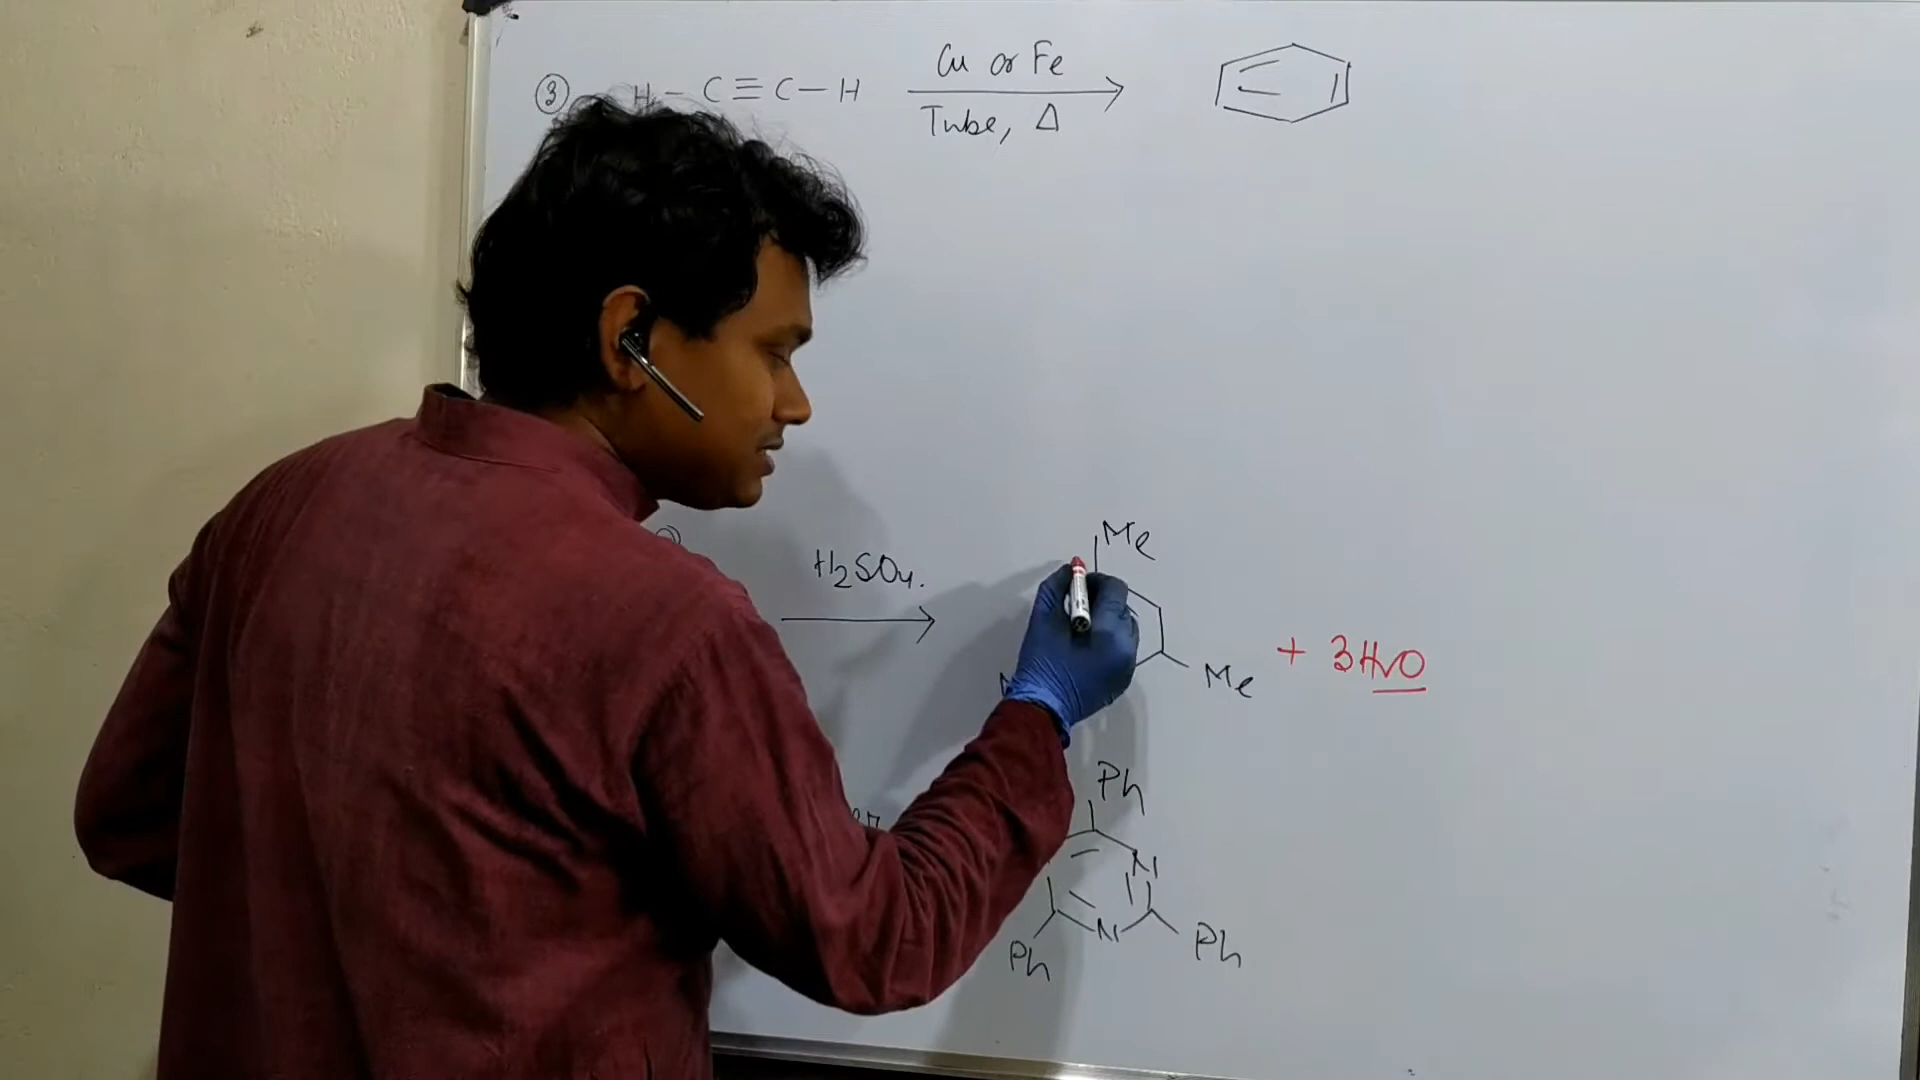 Cu or Fe
③ H - C ≡ C - H
Tube, Δ
Me
H2SO4.
Me
+ 3H2O
Ph
N
N
Ph
Ph